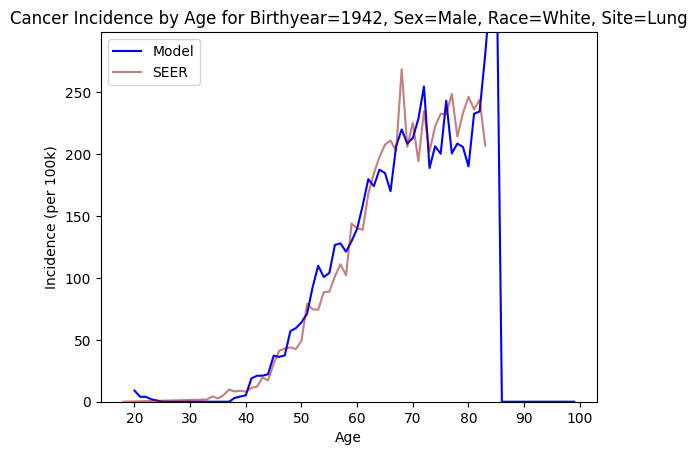 Cancer Incidence by Age for Birthyear=1942, Sex=Male, Race=White, Site=Lung
Model
SEER
Incidence (per 100k)
250
200
150
100
50
0
20 30 40 50 60 70 80 90 100
Age